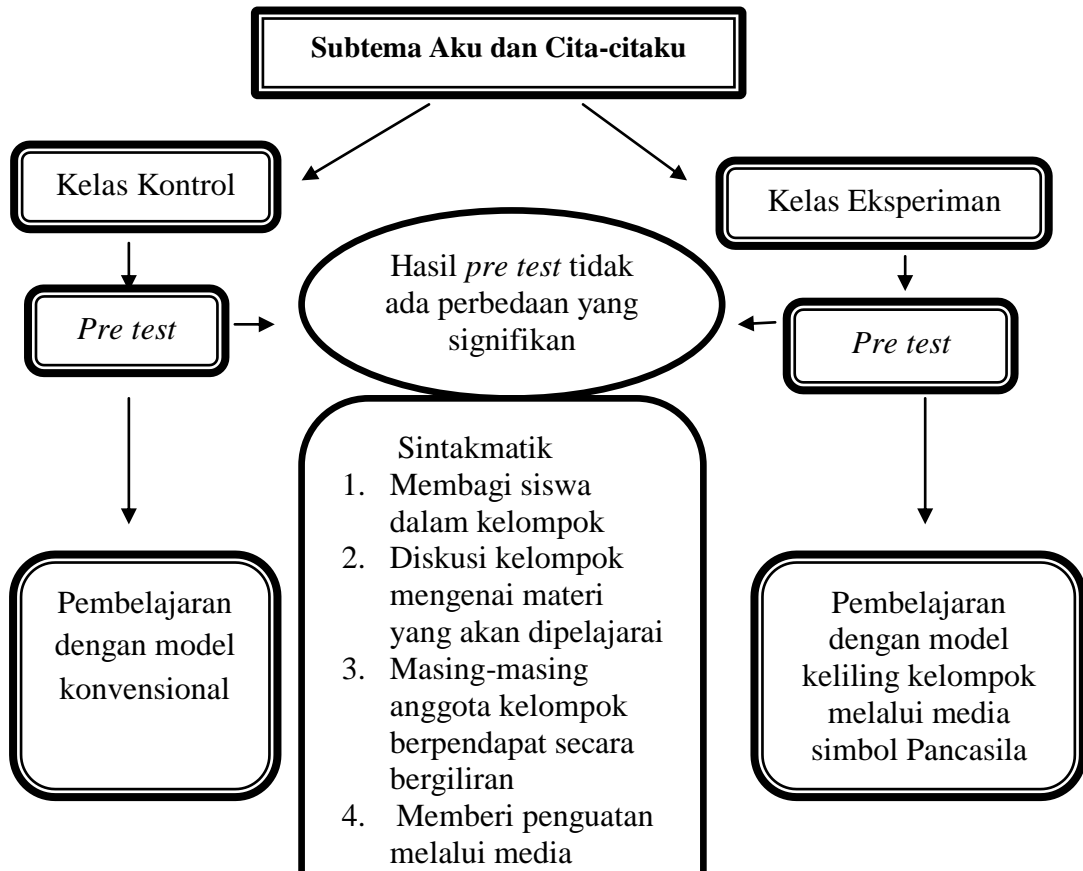 Subtema Aku dan Cita-citaku
Kelas Kontrol
Kelas Eksperiman
Pre test
Hasil pre test tidak
ada perbedaan yang
signifikan
Pre test
Pembelajaran
dengan model
konvensional
Sintakmatik
1. Membagi siswa
dalam kelompok
2. Diskusi kelompok
mengenai materi
yang akan dipelajarai
3. Masing-masing
anggota kelompok
berpendapat secara
bergiliran
4. Memberi penguatan
melalui media
Pembelajaran
dengan model
keliling kelompok
melalui media
simbol Pancasila